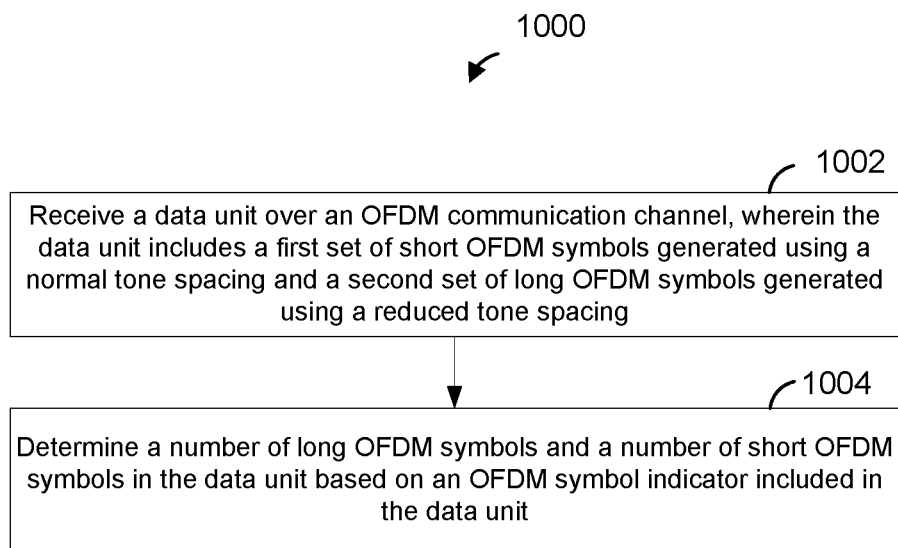 1000
1002
Receive a data unit over an OFDM communication channel, wherein the
data unit includes a first set of short OFDM symbols generated using a
normal tone spacing and a second set of long OFDM symbols generated
using a reduced tone spacing
1004
Determine a number of long OFDM symbols and a number of short OFDM
symbols in the data unit based on an OFDM symbol indicator included in
the data unit